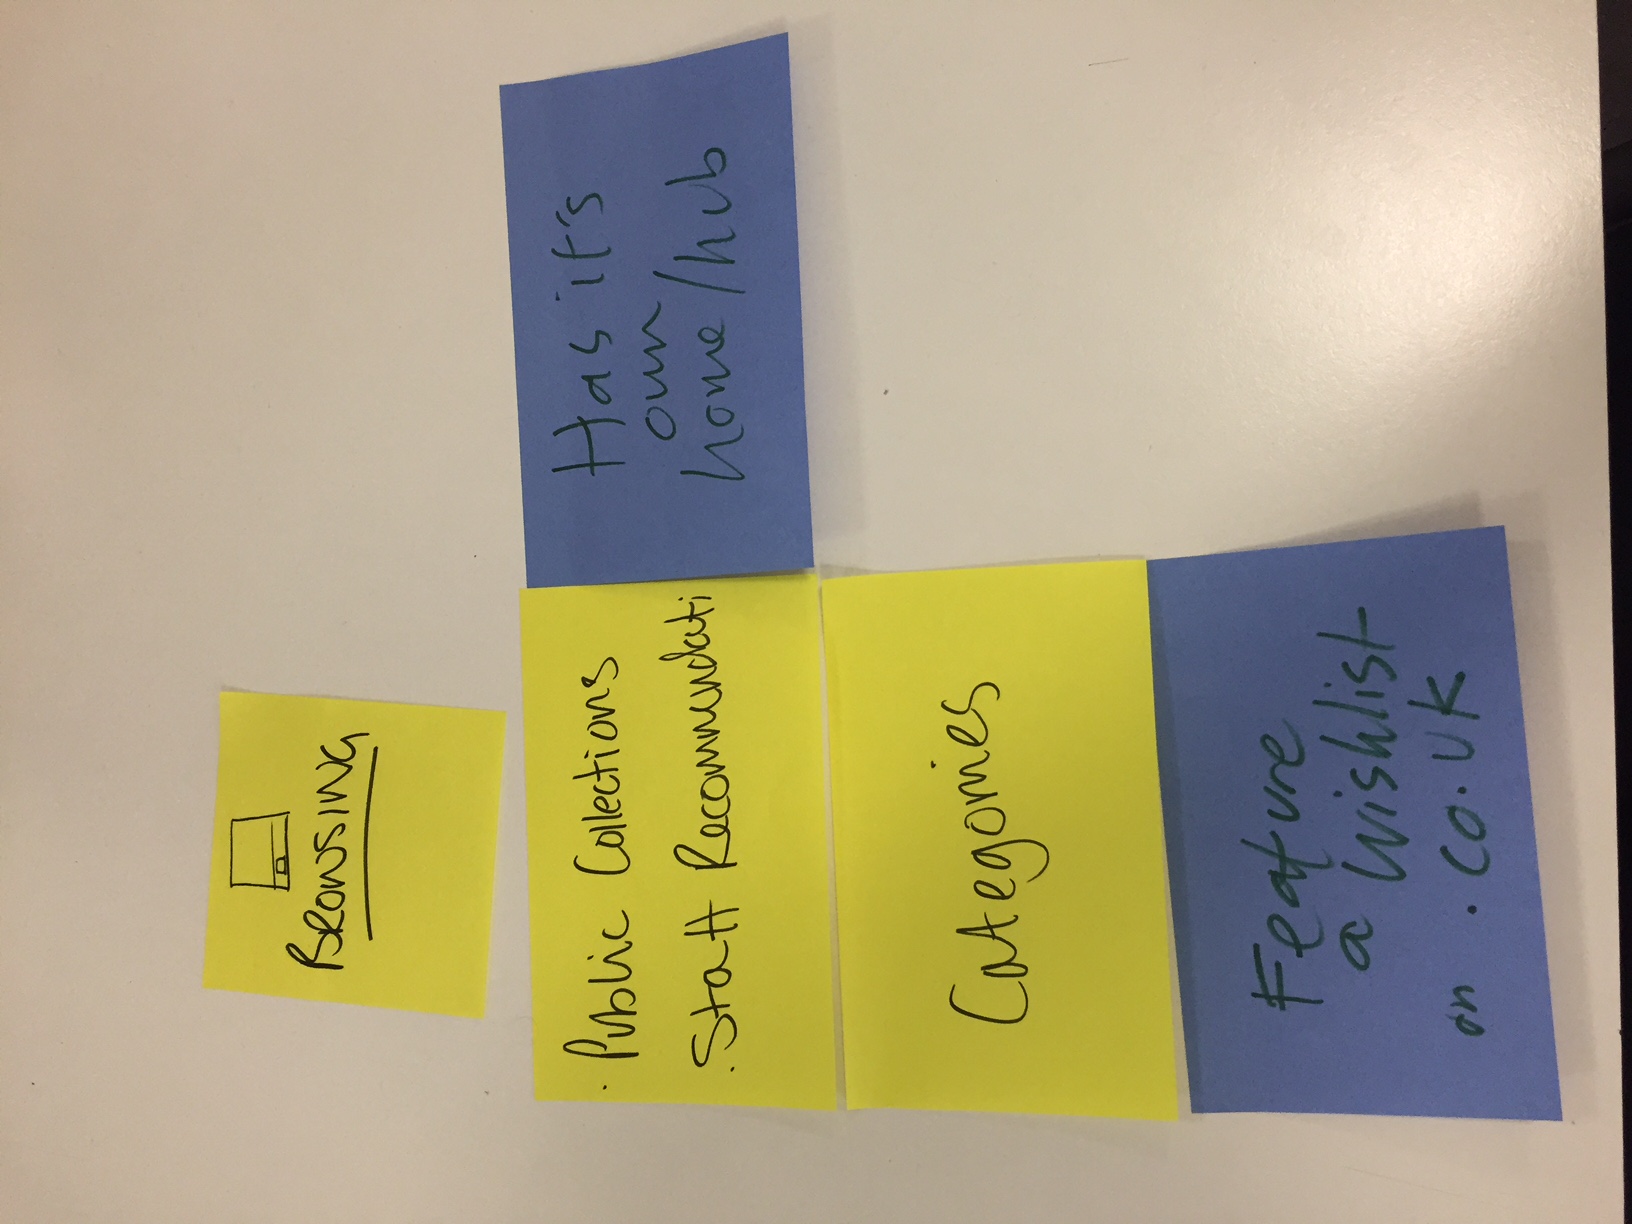 BROWSING
· Public Collections
. Staff Recommendati
Has it's
own
home/hub
Categories
Feature
a wishlist
on .co.uk